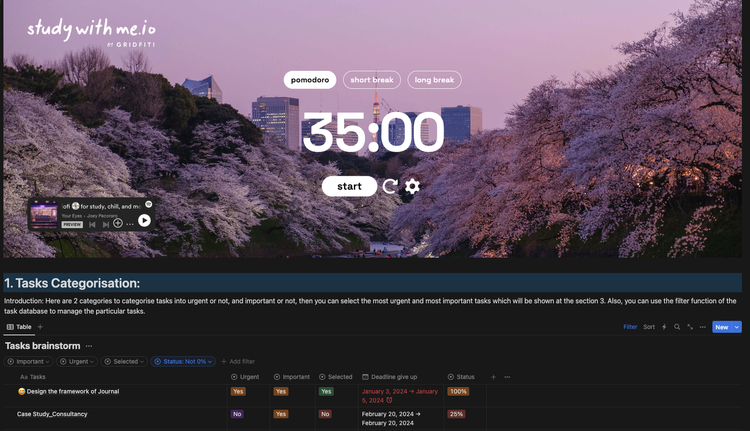 study with me.io
BY GRIDFITI
pomodoro short break long break
35:00
start
lofi for study, chill, and m
Your Eyes • Joey Pecoraro
PREVIEW
1. Tasks Categorisation:
Introduction: Here are 2 categories to categorise tasks into urgent or not, and important or not, then you can select the most urgent and most important tasks which will be shown at the section 3. Also, you can use the filter function of the
task database to manage the particular tasks.
Table Filter Sort New
Tasks brainstorm
Important Urgent Selected Status: Not 0% + Add filter
Aa Tasks Urgent Important Selected Deadline give up Status
😅 Design the framework of Journal Yes Yes Yes January 3, 2024 → January 100%
5, 2024
Case Study_Consultancy No Yes No February 20, 2024 → 25%
February 20, 2024